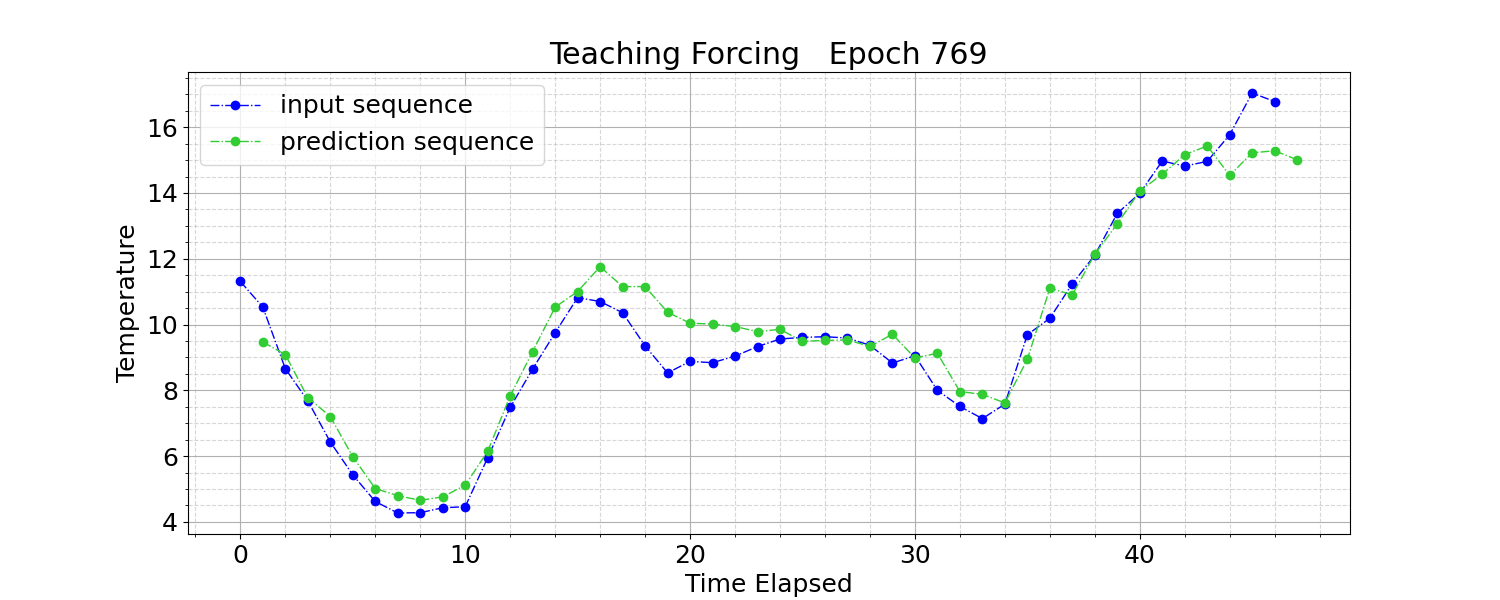 Teaching Forcing   Epoch 769
input sequence
prediction sequence
Temperature
16
14
12
10
8
6
4
0 10 20 30 40
Time Elapsed